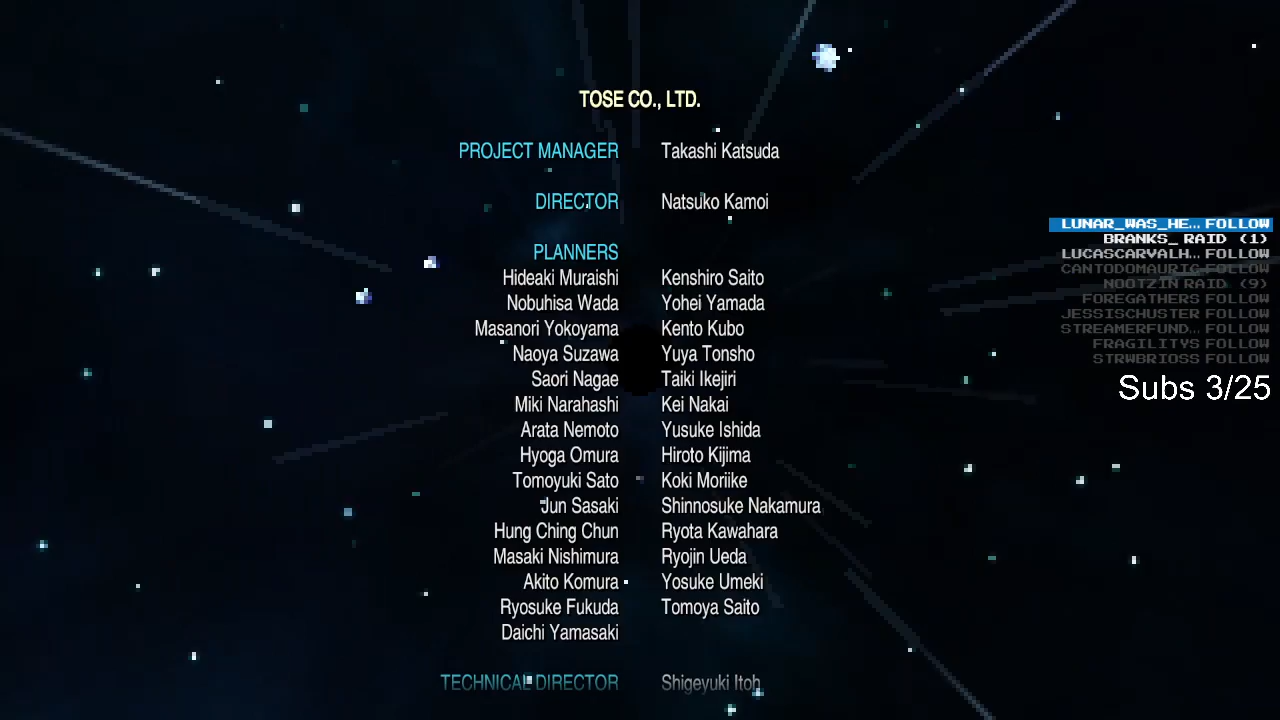 TOSE CO., LTD.
PROJECT MANAGER Takashi Katsuda
DIRECTOR Natsuko Kamoi
PLANNERS
Hideaki Muraishi Kenshiro Saito
Nobuhisa Wada Yohei Yamada
Masanori Yokoyama Kento Kubo
Naoya Suzawa Yuya Tonsho
Saori Nagae Taiki Ikejiri
Miki Narahashi Kei Nakai
Arata Nemoto Yusuke Ishida
Hyoga Omura Hiroto Kijima
Tomoyuki Sato Koki Moriike
Jun Sasaki Shinnosuke Nakamura
Hung Ching Chun Ryota Kawahara
Masaki Nishimura Ryojin Ueda
Akito Komura Yosuke Umeki
Ryosuke Fukuda Tomoya Saito
Daichi Yamasaki
TECHNICAL DIRECTOR Shigeyuki Itoh
LUNAR_WAS_HE... FOLLOW
BRANKS_ RAID (1)
LUCASCARVALH... FOLLOW
CANTODOMAURIC FOLLOW
NOOTZIN RAID (9)
FOREGATHERS FOLLOW
JESSISCHUSTER FOLLOW
STREAMERFUND... FOLLOW
FRAGILITYS FOLLOW
STRWBRIOSS FOLLOW
Subs 3/25